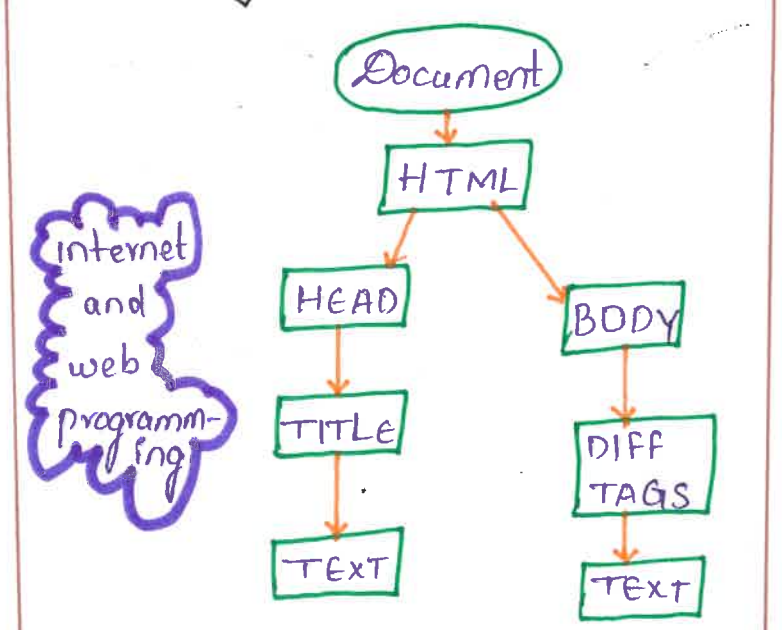 Document
HTML
internet
and
web
programm-
ing
HEAD
BODY
TITLE
DIFF
TAGS
TEXT
TEXT